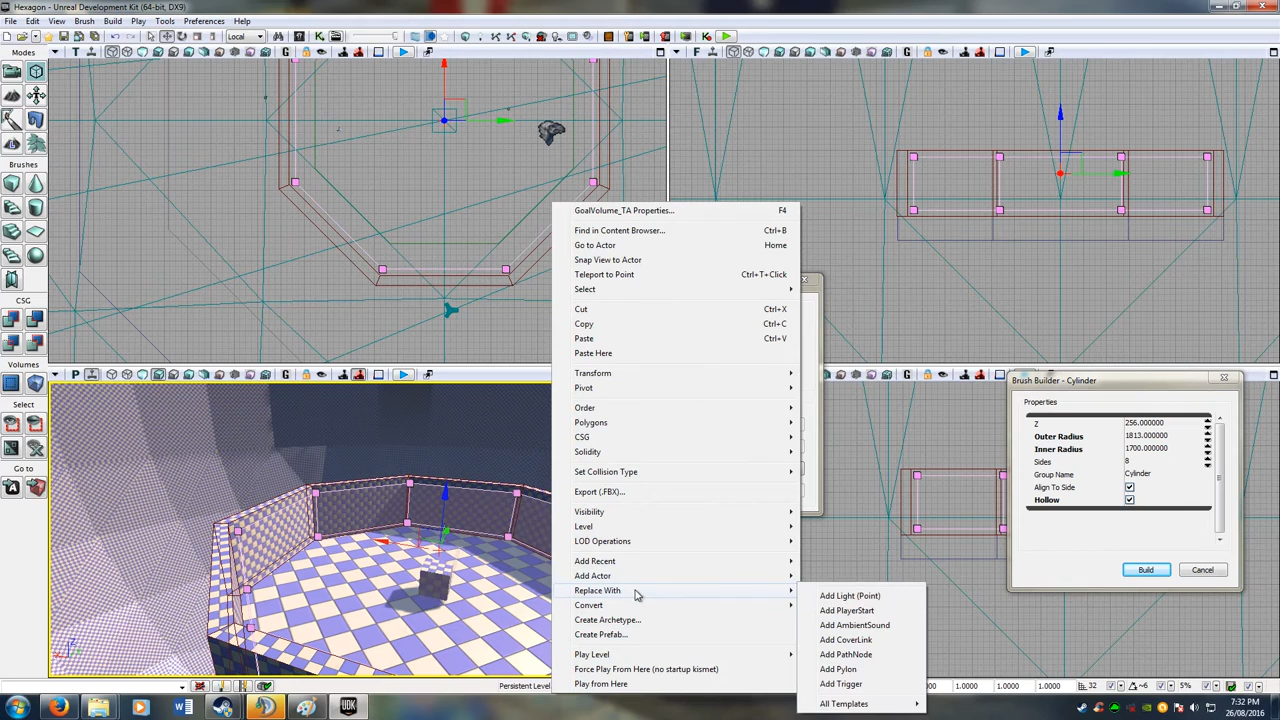 Hexagon - Unreal Development Kit (64-bit, DX9)
File Edit View Brush Build Play Tools Preferences Help
Local
Modes
Brushes
CSG
Volumes
Select
Go to
T G
F G
P G
GoalVolume_TA Properties... F4
Find in Content Browser... Ctrl+B
Go to Actor Home
Snap View to Actor
Teleport to Point Ctrl+T+Click
Select
Cut Ctrl+X
Copy Ctrl+C
Paste Ctrl+V
Paste Here
Transform
Pivot
Order
Polygons
CSG
Solidity
Set Collision Type
Export (.FBX)...
Visibility
Level
LOD Operations
Add Recent
Add Actor
Replace With
Convert
Create Archetype...
Create Prefab...
Play Level
Force Play From Here (no startup kismet)
Play from Here
Add Light (Point)
Add PlayerStart
Add AmbientSound
Add CoverLink
Add PathNode
Add Pylon
Add Trigger
All Templates
Brush Builder - Cylinder
Properties
Z 256.000000
Outer Radius 1813.000000
Inner Radius 1700.000000
Sides 8
Group Name Cylinder
Align To Side
Hollow
Build Cancel
Persistent Level
1.0000 1.0000 32 ~6 5%
UDK
7:32 PM
26/08/2016